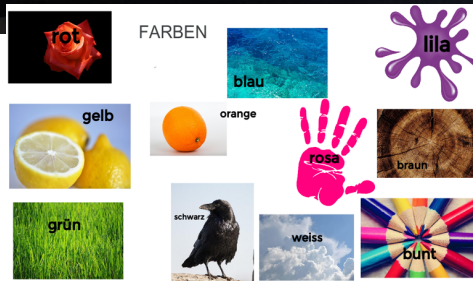 rot
FARBEN
lila
blau
gelb
orange
rosa
braun
schwarz
grün
weiss
bunt